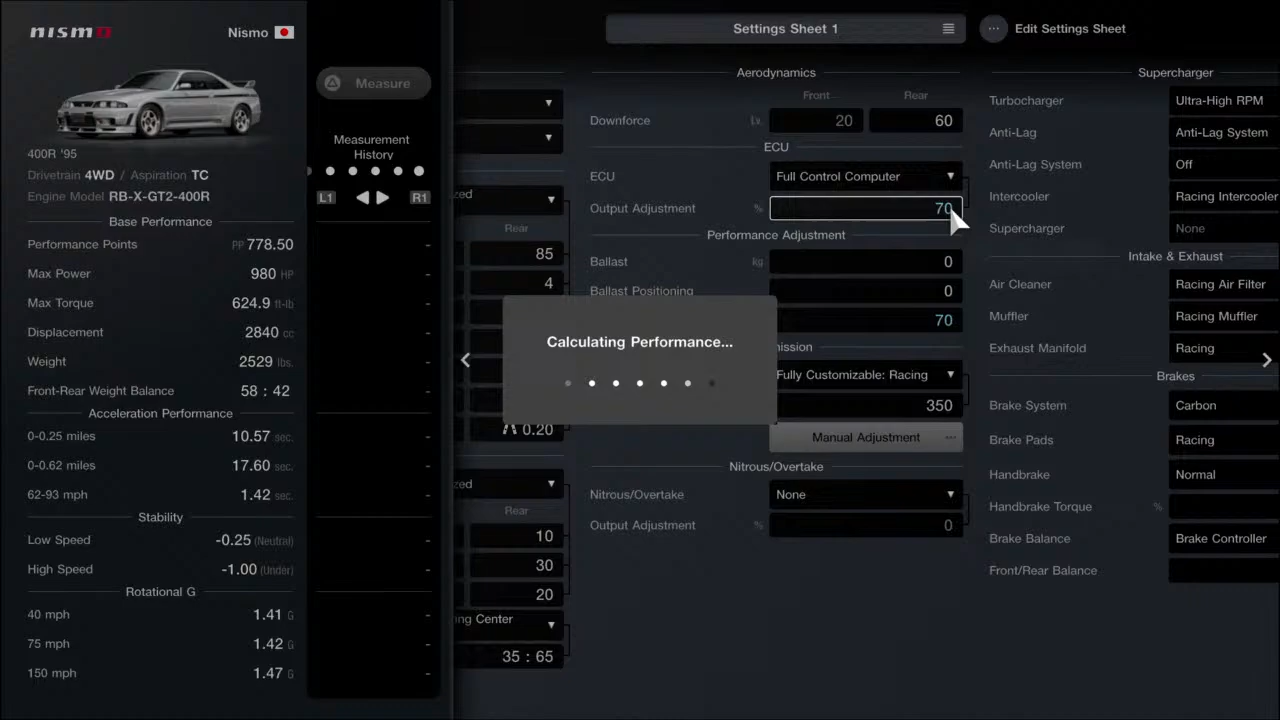 nismo
Nismo
400R '95
Drivetrain 4WD / Aspiration TC
Engine Model RB-X-GT2-400R
Base Performance
Performance Points PP 778.50
Max Power 980 HP
Max Torque 624.9 ft-lb
Displacement 2840 cc
Weight 2529 lbs.
Front-Rear Weight Balance 58 : 42
Acceleration Performance
0-0.25 miles 10.57 sec.
0-0.62 miles 17.60 sec.
62-93 mph 1.42 sec.
Stability
Low Speed -0.25 (Neutral)
High Speed -1.00 (Under)
Rotational G
40 mph 1.41 G
75 mph 1.42 G
150 mph 1.47 G
Measure
Measurement
History
L1 R1
Settings Sheet 1
Edit Settings Sheet
zed
Rear
85
4
0.20
zed
Rear
10
30
20
ng Center
35 : 65
Aerodynamics
Front Rear
Downforce Lv. 20 60
ECU
ECU Full Control Computer
Output Adjustment % 70
Performance Adjustment
Ballast kg 0
Ballast Positioning 0
70
Calculating Performance...
mission
Fully Customizable: Racing
350
Manual Adjustment
Nitrous/Overtake
Nitrous/Overtake None
Output Adjustment % 0
Supercharger
Turbocharger Ultra-High RPM
Anti-Lag Anti-Lag System
Anti-Lag System Off
Intercooler Racing Intercooler
Supercharger None
Intake & Exhaust
Air Cleaner Racing Air Filter
Muffler Racing Muffler
Exhaust Manifold Racing
Brakes
Brake System Carbon
Brake Pads Racing
Handbrake Normal
Handbrake Torque %
Brake Balance Brake Controller
Front/Rear Balance